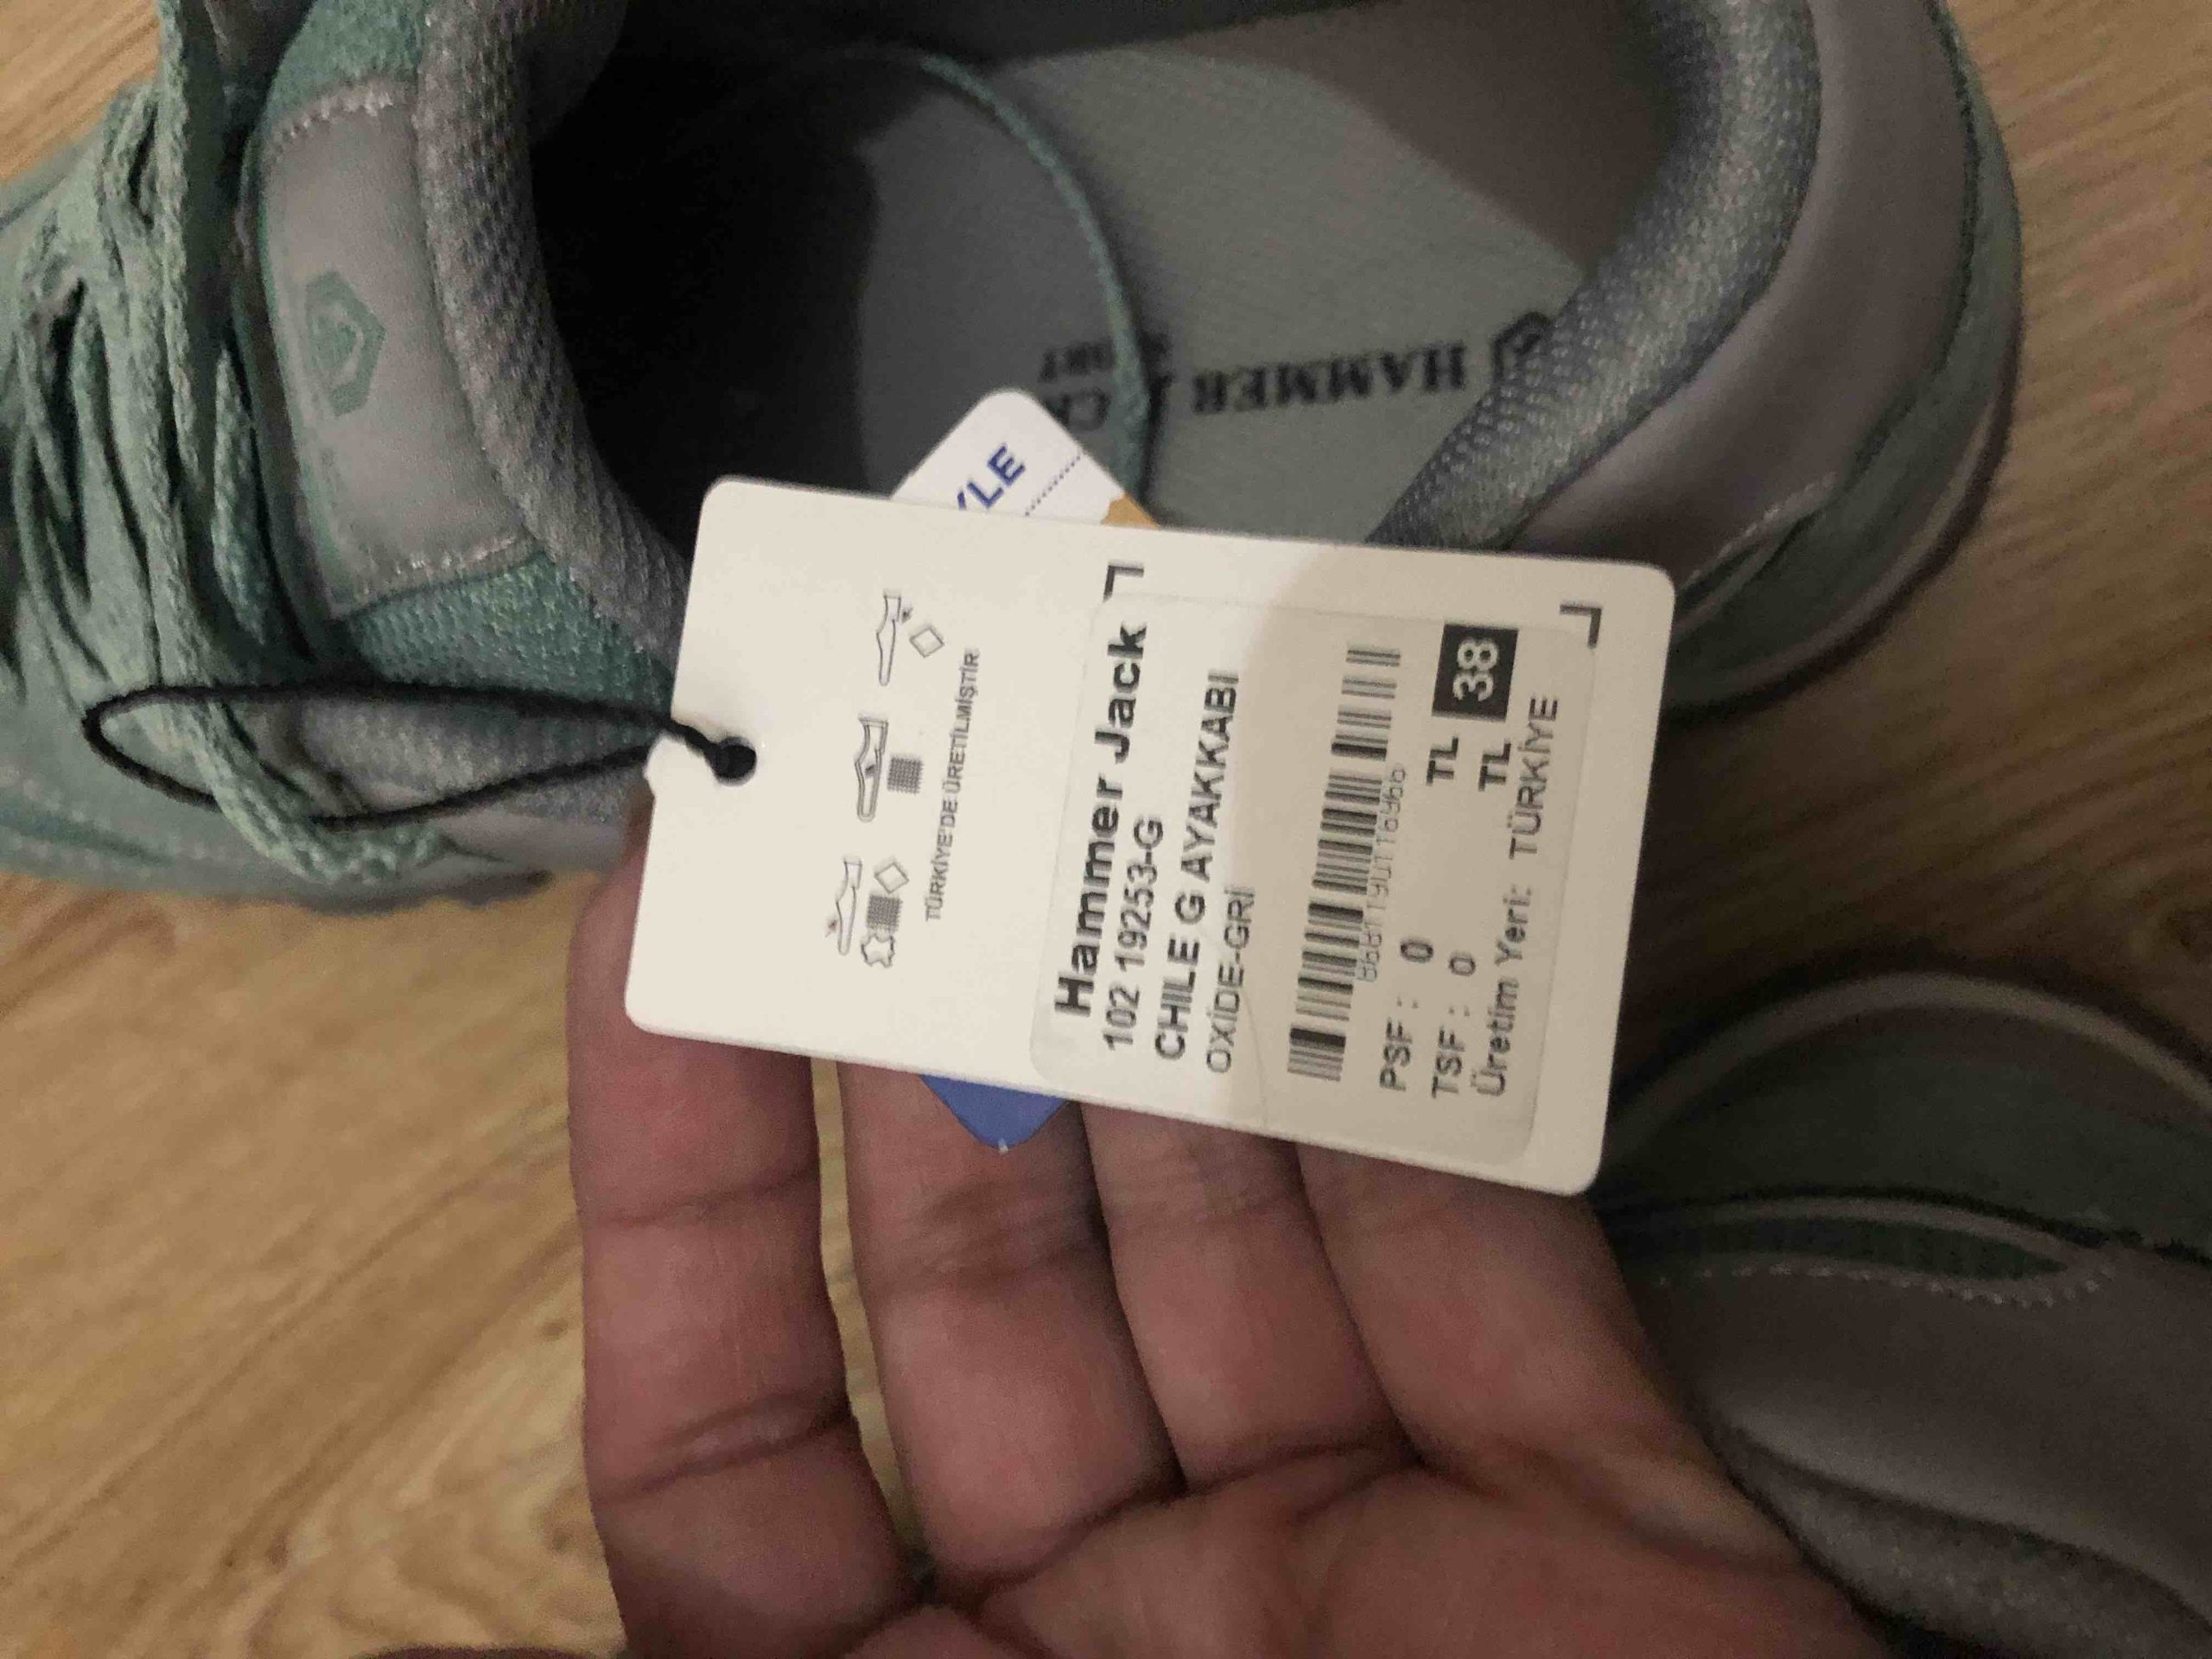 TÜRKİYE'DE ÜRETİLMİŞTİR
Hammer Jack
102 19253-G
CHILE G AYAKKABI
OXİDE-GRİ
PSF : 0 TL
TSF : 0 TL
38
Üretim Yeri: TÜRKİYE
HAMMER